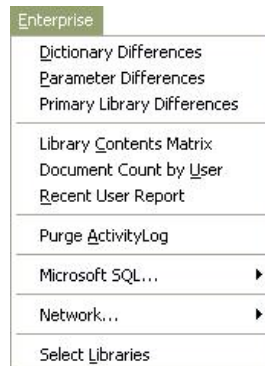 Enterprise
Dictionary Differences
Parameter Differences
Primary Library Differences
Library Contents Matrix
Document Count by User
Recent User Report
Purge ActivityLog
Microsoft SQL...
Network...
Select Libraries